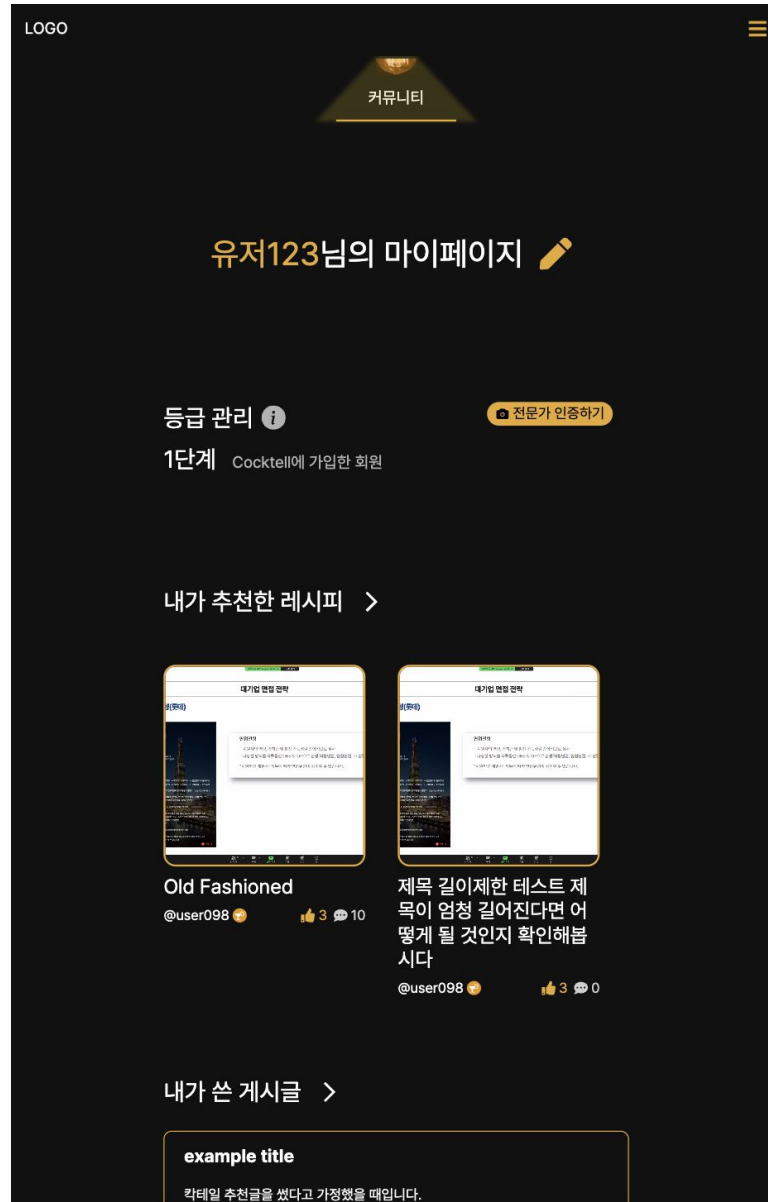 LOGO
커뮤니티
유저123님의 마이페이지
등급 관리
전문가 인증하기
1단계 Cocktell에 가입한 회원
내가 추천한 레시피
대기업 면접 전략
대기업 면접 전략
Old Fashioned
@user098 3 10
제목 길이제한 테스트 제
목이 엄청 길어진다면 어
떻게 될 것인지 확인해봅
시다
@user098 3 0
내가 쓴 게시글
example title
칵테일 추천글을 썼다고 가정했을 때입니다.